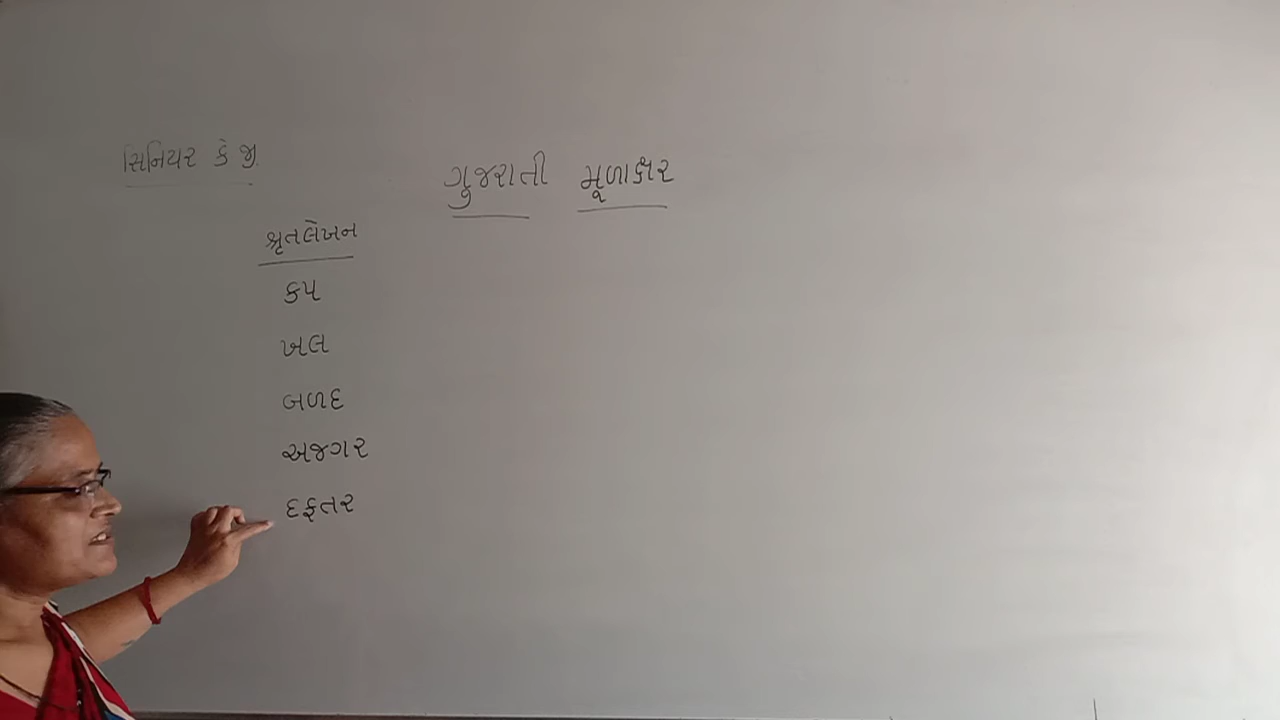 સિનિયર કે જી.
ગુજરાતી મૂળાક્ષર
શ્રૃતલેખન
કપ
ખલ
બળદ
અજગર
દફતર